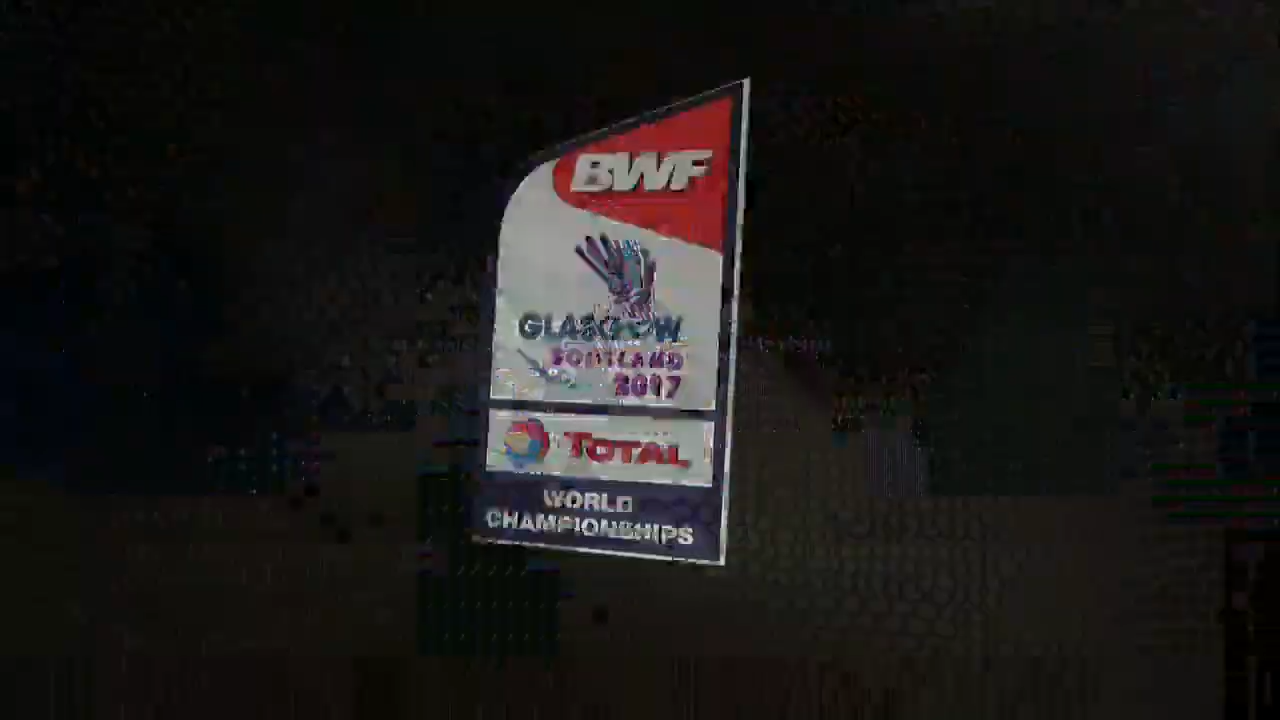 BWF
GLASGOW
SCOTLAND
2017
TOTAL
WORLD
CHAMPIONSHIPS